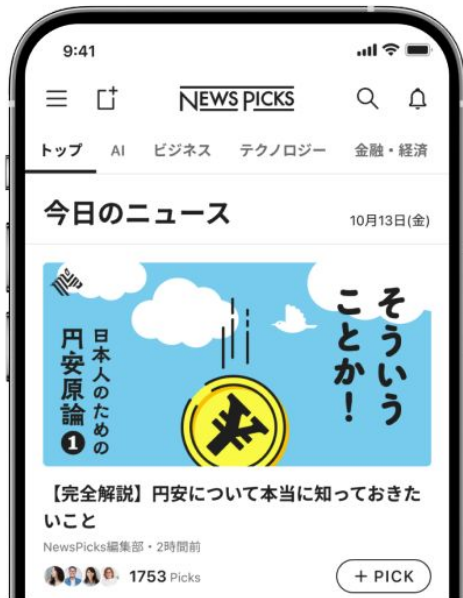 9:41
NEWS PICKS
トップ AI ビジネス テクノロジー 金融・経済
今日のニュース
10月13日(金)
そういう
ことか！
日本人のための
円安原論❶
【完全解説】円安について本当に知っておきた
いこと
NewsPicks編集部・2時間前
1753 Picks
+ PICK